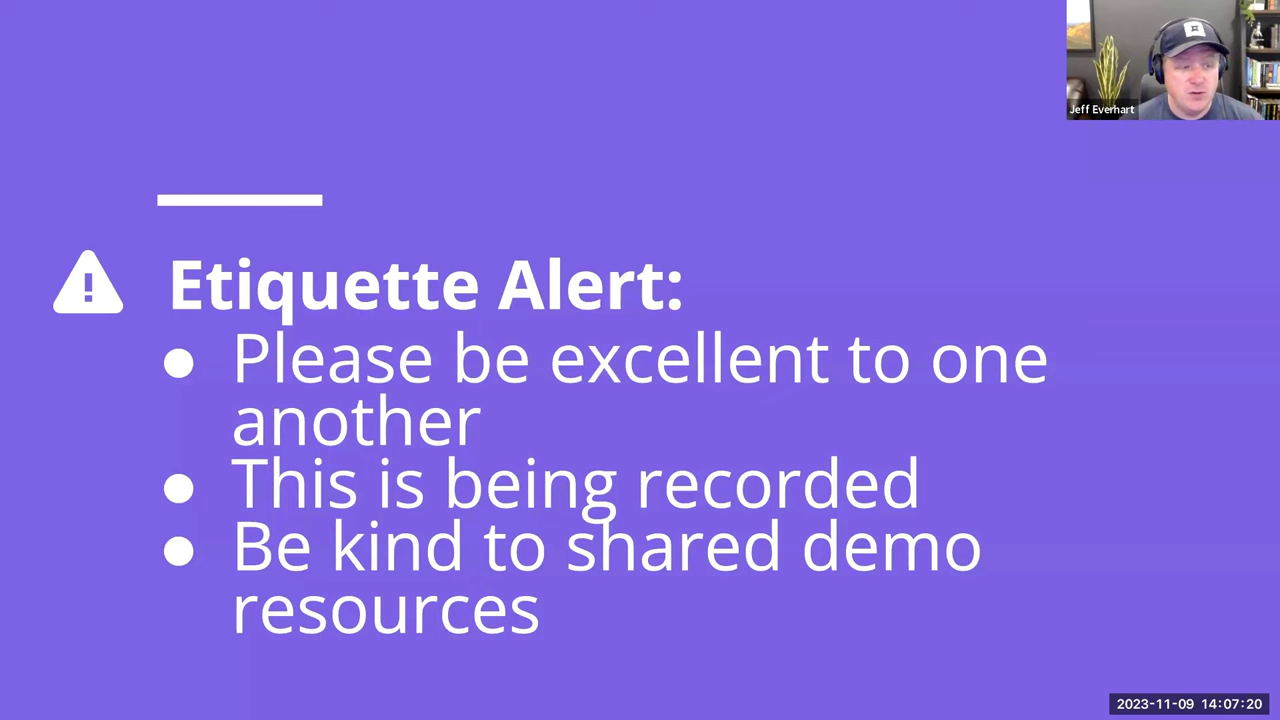 Jeff Everhart
Etiquette Alert:
● Please be excellent to one
another
● This is being recorded
● Be kind to shared demo
resources
2023-11-09 14:07:20